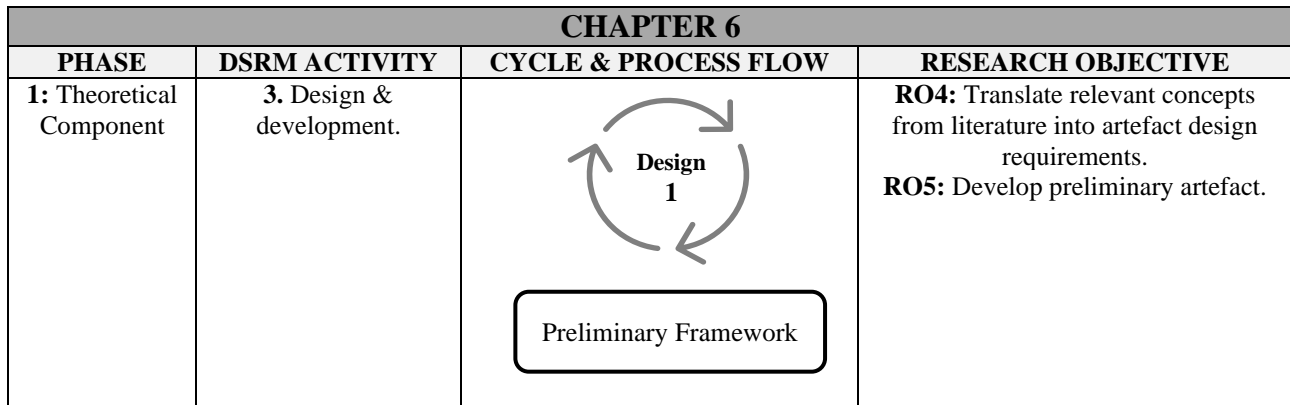 CHAPTER 6
PHASE
DSRM ACTIVITY
CYCLE & PROCESS FLOW
RESEARCH OBJECTIVE
1: Theoretical
Component
3. Design &
development.
Design
1
Preliminary Framework
RO4: Translate relevant concepts
from literature into artefact design
requirements.
RO5: Develop preliminary artefact.